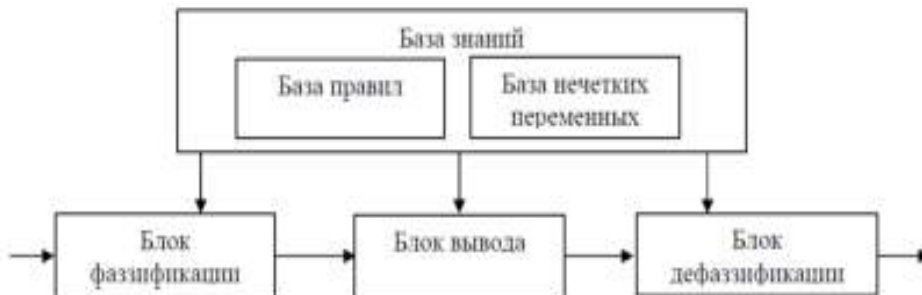 База знаний
База правил
База нечетких
переменных
Блок
фаззификации
Блок вывода
Блок
дефаззификации